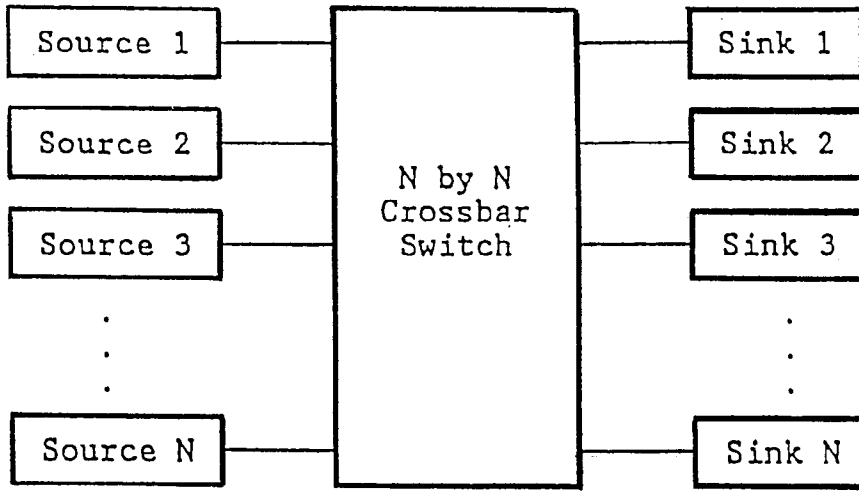 Source 1
Source 2
Source 3
Source N
N by N
Crossbar
Switch
Sink 1
Sink 2
Sink 3
Sink N